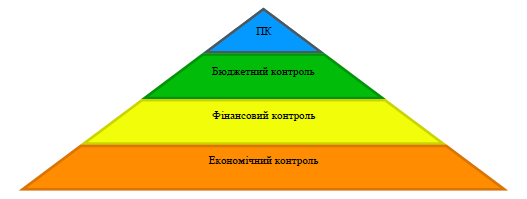 ПК
Бюджетний контроль
Фінансовий контроль
Економічний контроль